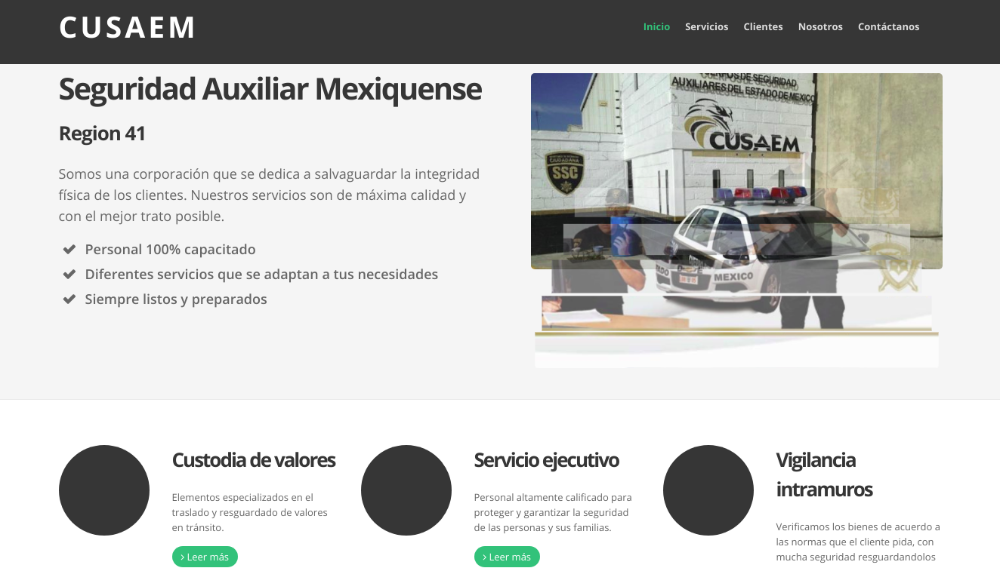 CUSAEM
Inicio Servicios Clientes Nosotros Contáctanos
Seguridad Auxiliar Mexiquense
Region 41
Somos una corporación que se dedica a salvaguardar la integridad
física de los clientes. Nuestros servicios son de máxima calidad y
con el mejor trato posible.
Personal 100% capacitado
Diferentes servicios que se adaptan a tus necesidades
Siempre listos y preparados
CUERPOS DE SEGURIDAD
AUXILIARES DEL ESTADO DE MEXICO
CUSAEM
CIUDADANA
SSC
MEXICO
Custodia de valores
Elementos especializados en el
traslado y resguardado de valores
en tránsito.
> Leer más
Servicio ejecutivo
Personal altamente calificado para
proteger y garantizar la seguridad
de las personas y sus familias.
> Leer más
Vigilancia
intramuros
Verificamos los bienes de acuerdo a
las normas que el cliente pida, con
mucha seguridad resguardandolos